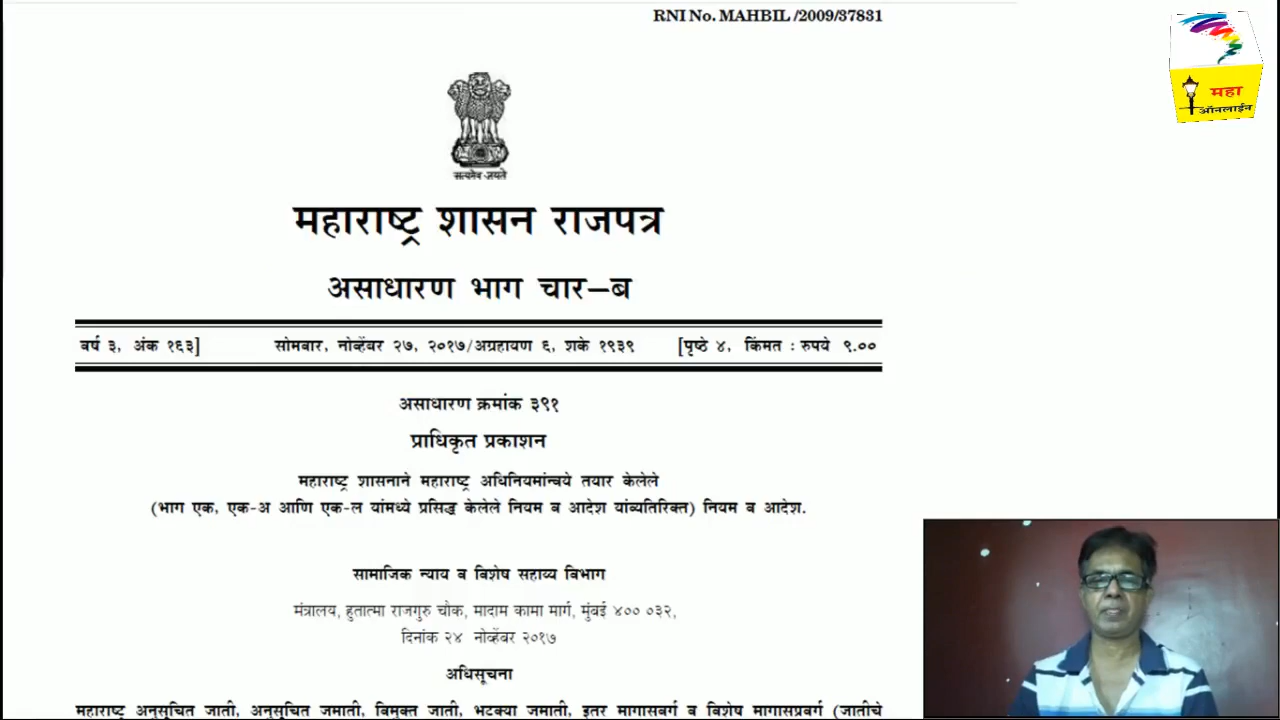 RNI No. MAHBIL /2009/37831
महा
ऑनलाईन
सत्यमेव जयते
महाराष्ट्र शासन राजपत्र
असाधारण भाग चार–ब
वर्ष ३, अंक १६३] सोमवार, नोव्हेंबर २७, २०१७/अग्रहायण ६, शके १९३९ [पृष्ठे ४, किंमत : रुपये ९.००
असाधारण क्रमांक ३९१
प्राधिकृत प्रकाशन
महाराष्ट्र शासनाने महाराष्ट्र अधिनियमांन्वये तयार केलेले
(भाग एक, एक-अ आणि एक-ल यांमध्ये प्रसिद्ध केलेले नियम व आदेश यांव्यतिरिक्त) नियम व आदेश.
सामाजिक न्याय व विशेष सहाय्य विभाग
मंत्रालय, हुतात्मा राजगुरु चौक, मादाम कामा मार्ग, मुंबई ४०० ०३२,
दिनांक २४ नोव्हेंबर २०१७
अधिसूचना
महाराष्ट्र अनुसूचित जाती, अनुसूचित जमाती, विमुक्त जाती, भटक्या जमाती, इतर मागासवर्ग व विशेष मागासप्रवर्ग (जातीचे